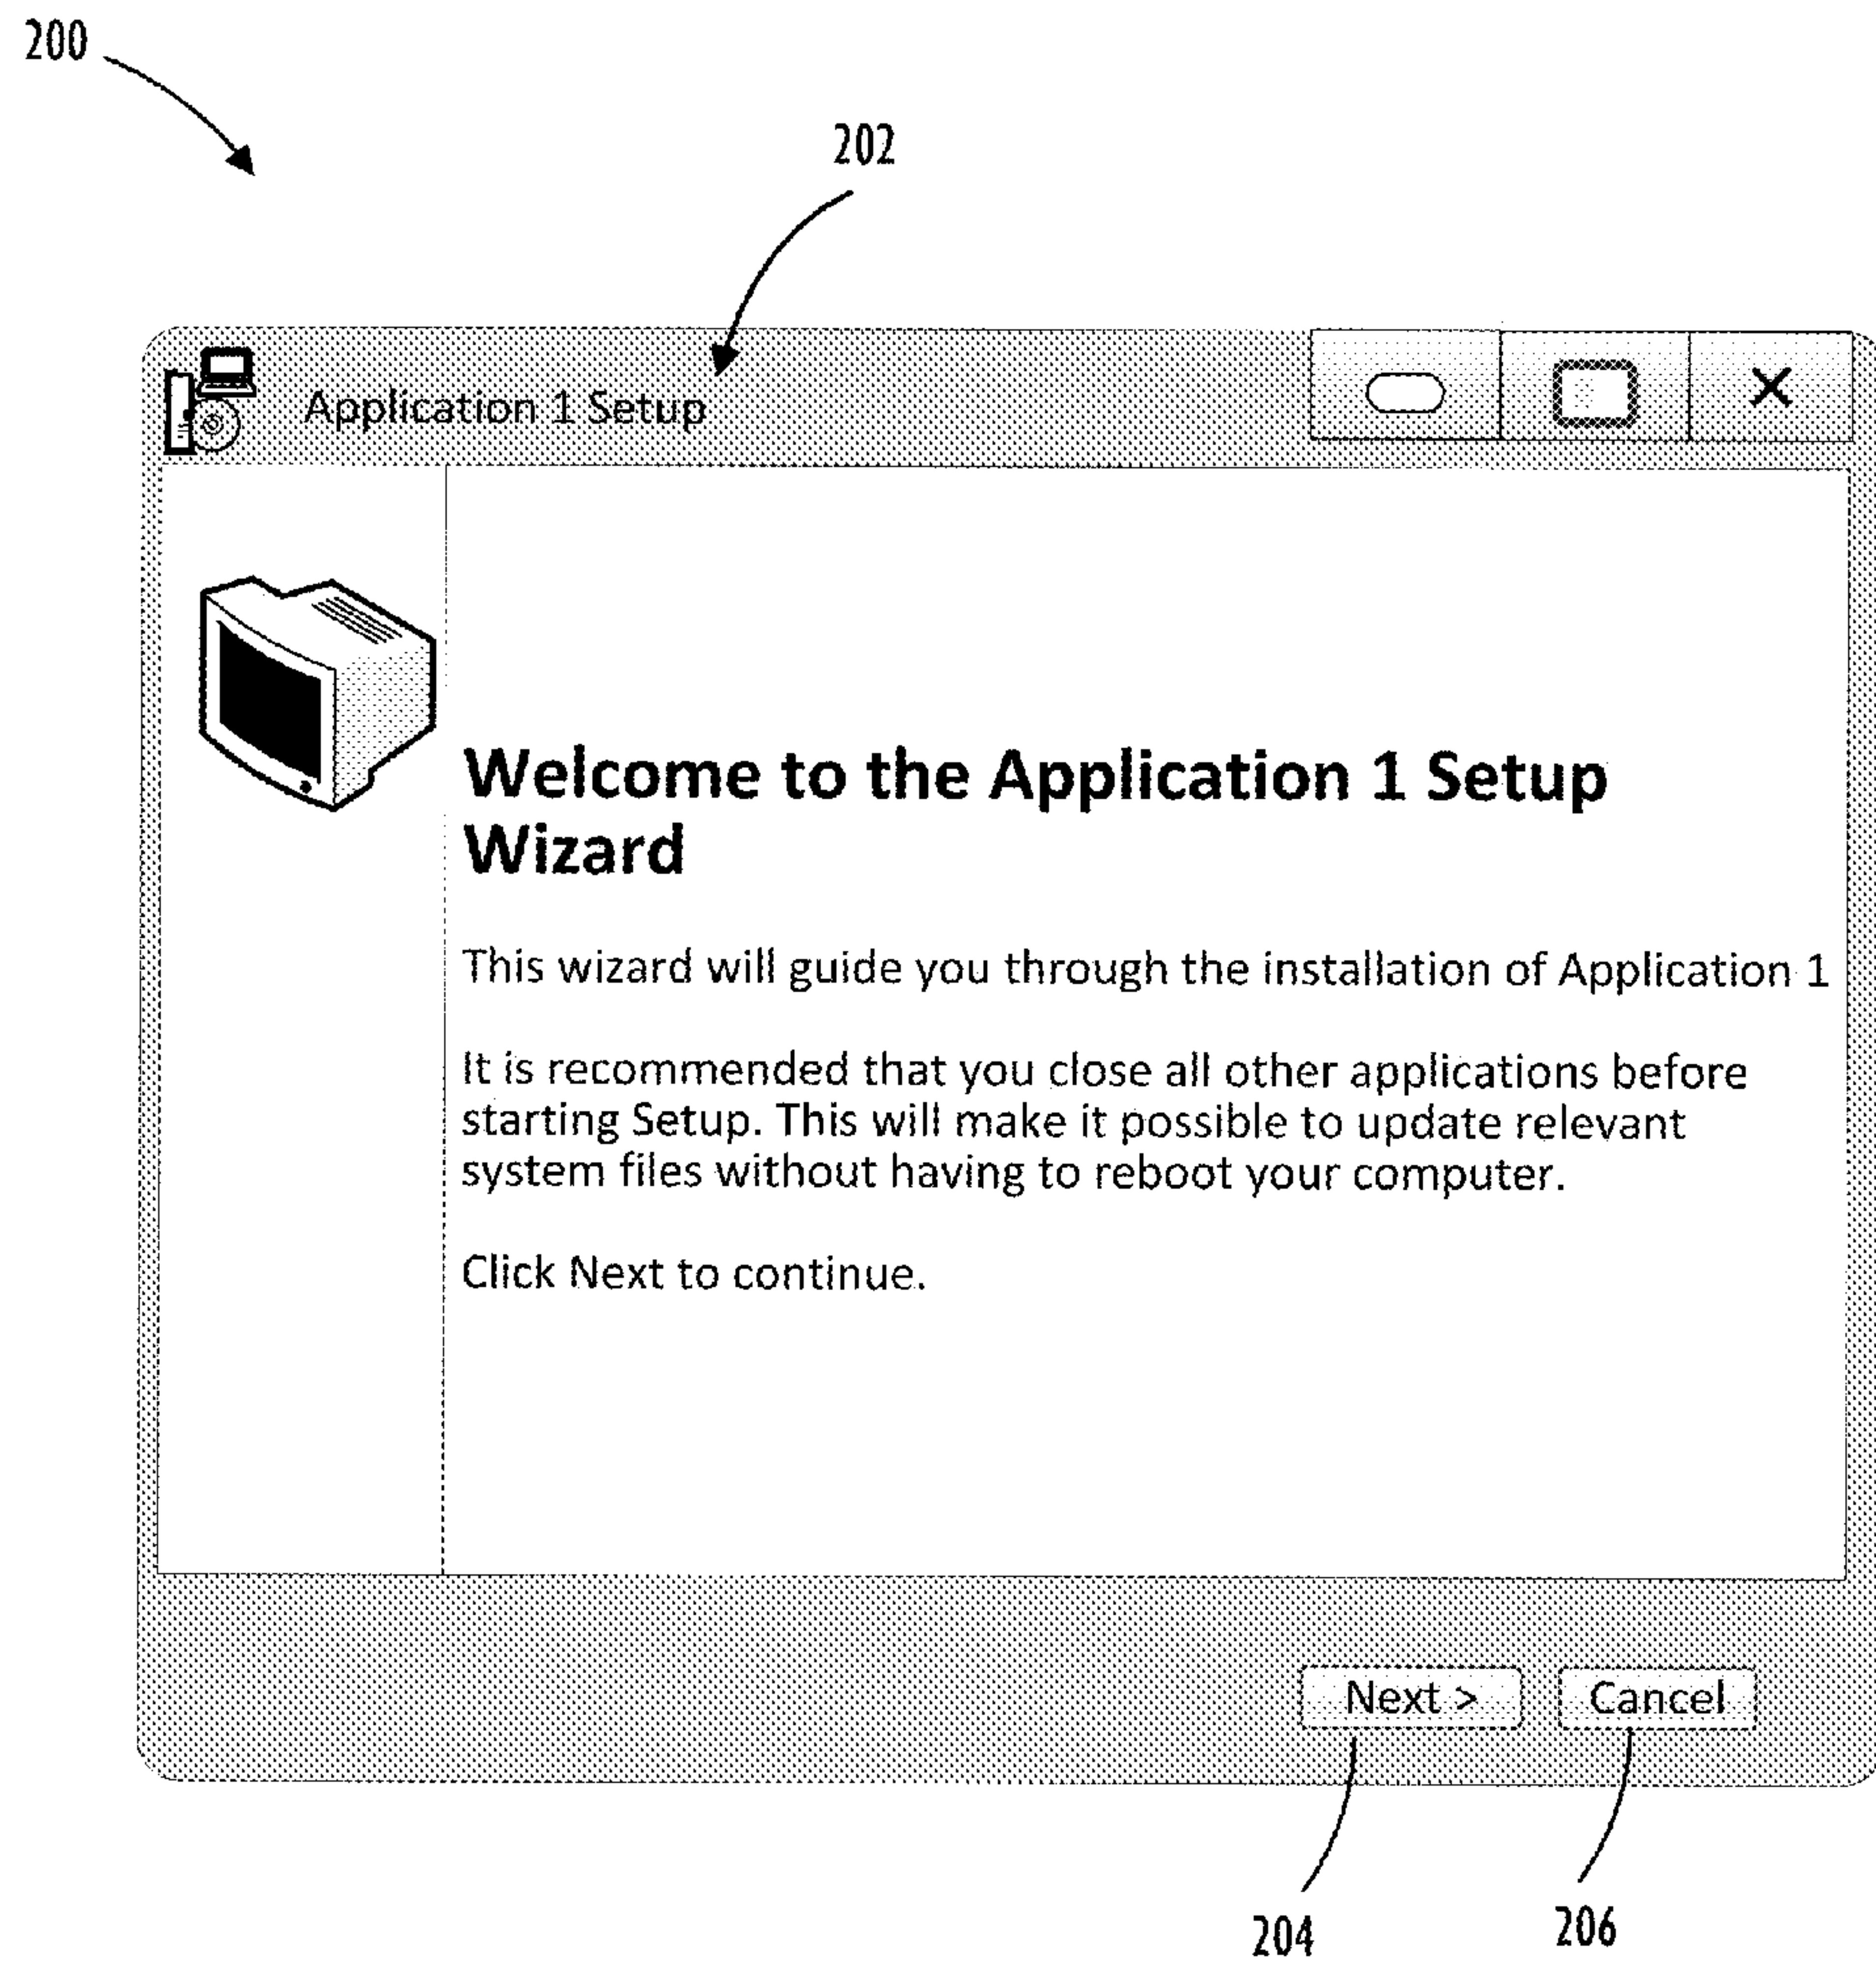 200
202
Application 1 Setup
Welcome to the Application 1 Setup
Wizard
This wizard will guide you through the installation of Application 1
It is recommended that you close all other applications before
starting Setup. This will make it possible to update relevant
system files without having to reboot your computer.
Click Next to continue.
Next >
Cancel
204
206